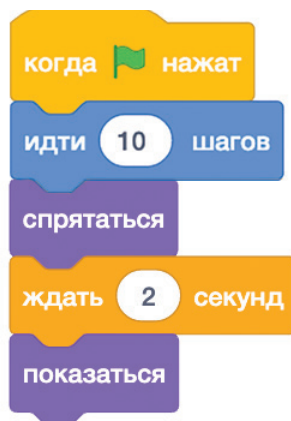 когда нажат
идти 10 шагов
спрятаться
ждать 2 секунд
показаться